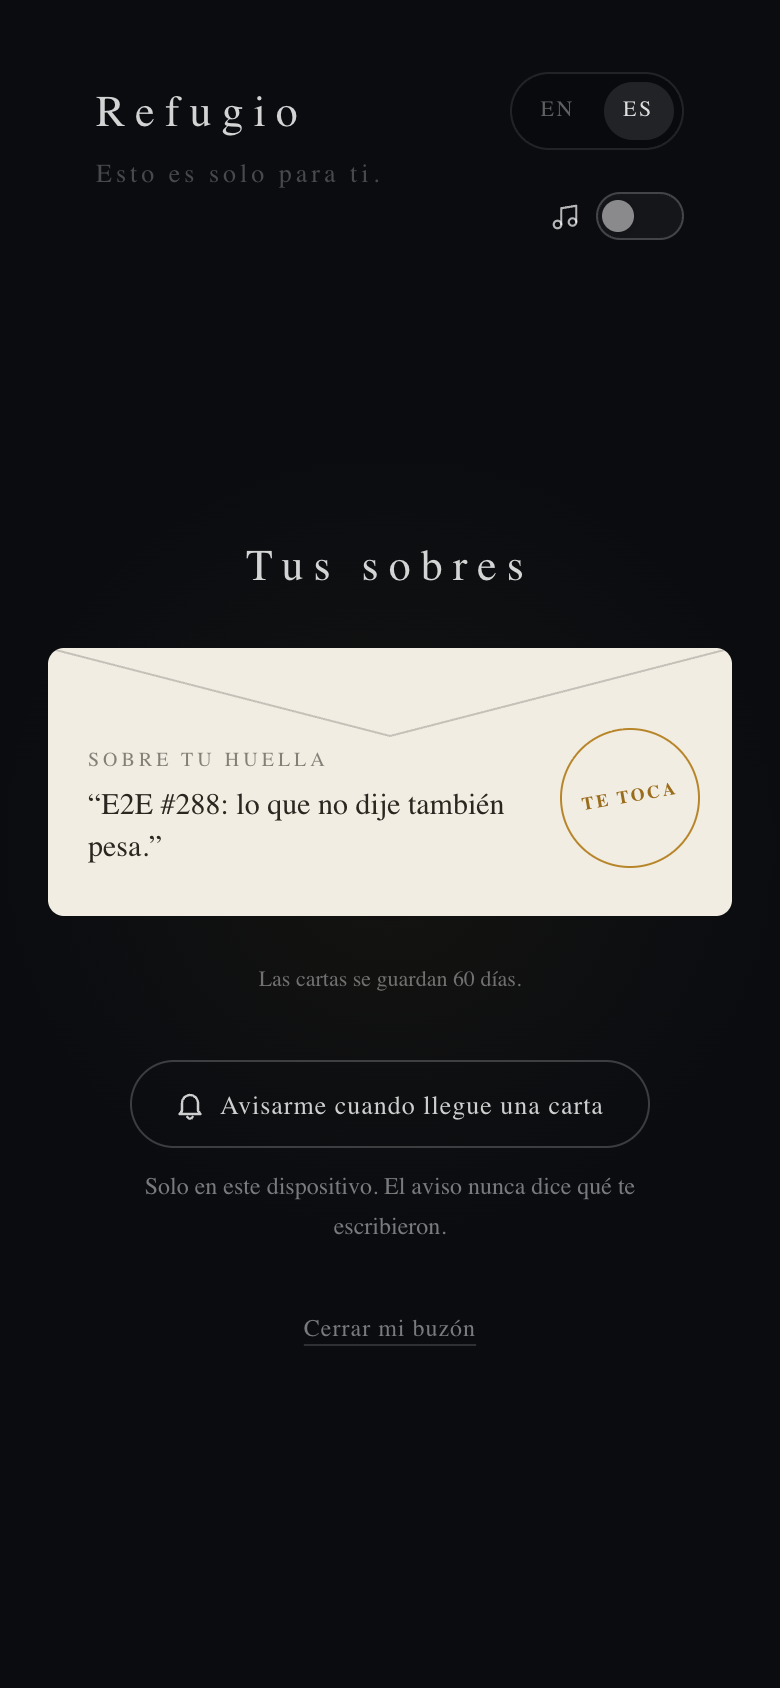 Refugio
EN ES
Esto es solo para ti.
Tus sobres
SOBRE TU HUELLA
“E2E #288: lo que no dije también
pesa.”
TE TOCA
Las cartas se guardan 60 días.
Avisarme cuando llegue una carta
Solo en este dispositivo. El aviso nunca dice qué te
escribieron.
Cerrar mi buzón